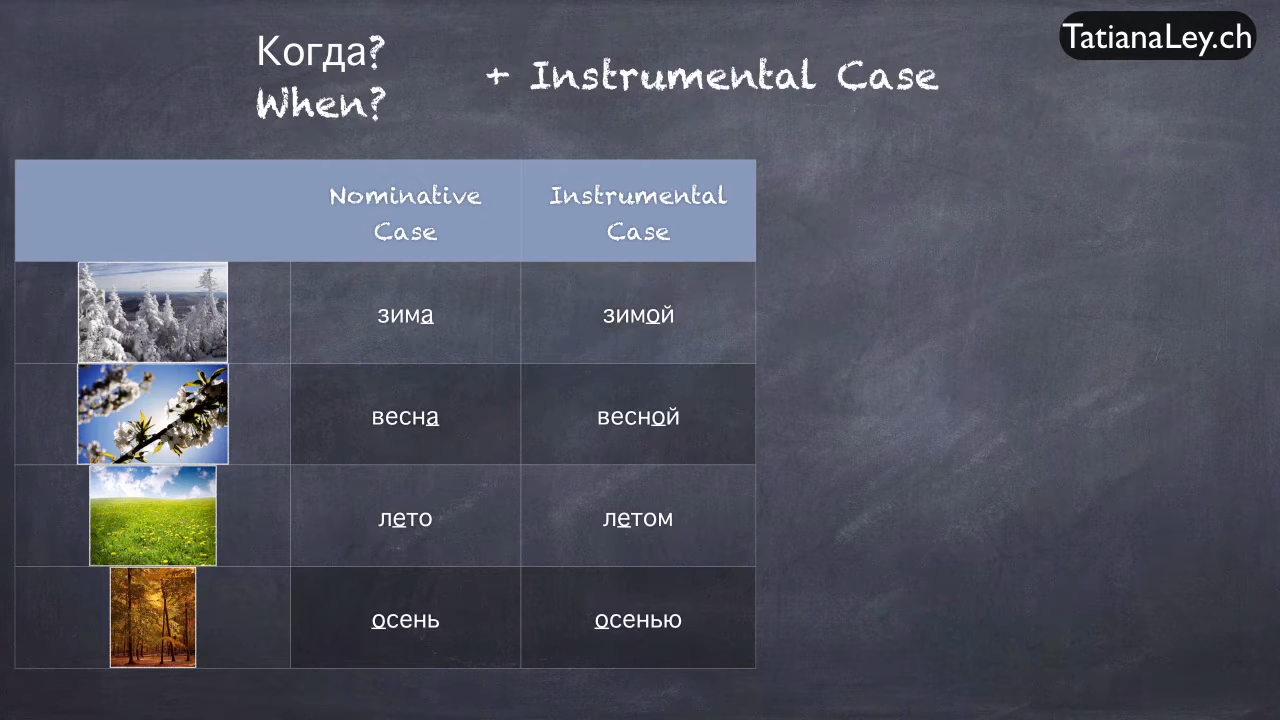 TatianaLey.ch
Когда?
When?
+ Instrumental Case
Nominative Case
Instrumental Case
зима
зимой
весна
весной
лето
летом
осень
осенью